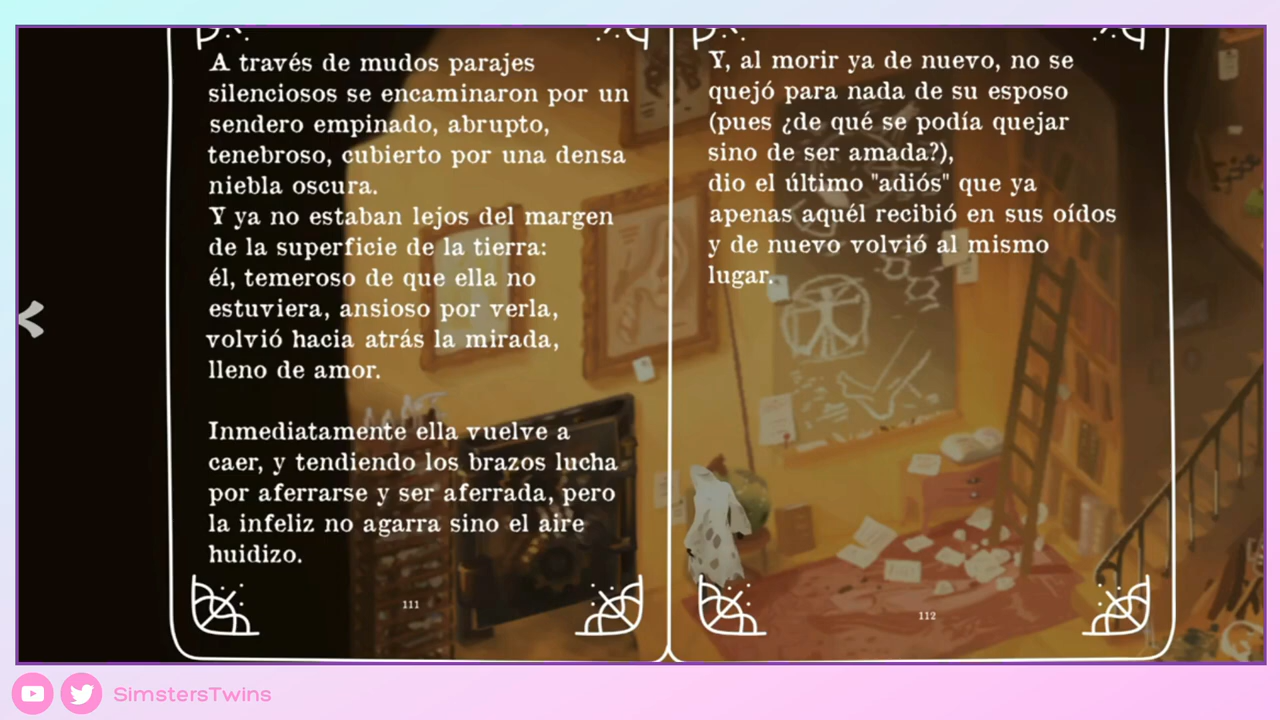 A través de mudos parajes
silenciosos se encaminaron por un
sendero empinado, abrupto,
tenebroso, cubierto por una densa
niebla oscura.
Y ya no estaban lejos del margen
de la superficie de la tierra:
él, temeroso de que ella no
estuviera, ansioso por verla,
volvió hacia atrás la mirada,
lleno de amor.
Inmediatamente ella vuelve a
caer, y tendiendo los brazos lucha
por aferrarse y ser aferrada, pero
la infeliz no agarra sino el aire
huidizo.
111
Y, al morir ya de nuevo, no se
quejó para nada de su esposo
(pues ¿de qué se podía quejar
sino de ser amada?),
dio el último "adiós" que ya
apenas aquél recibió en sus oídos
y de nuevo volvió al mismo
lugar.
112
SimstersTwins